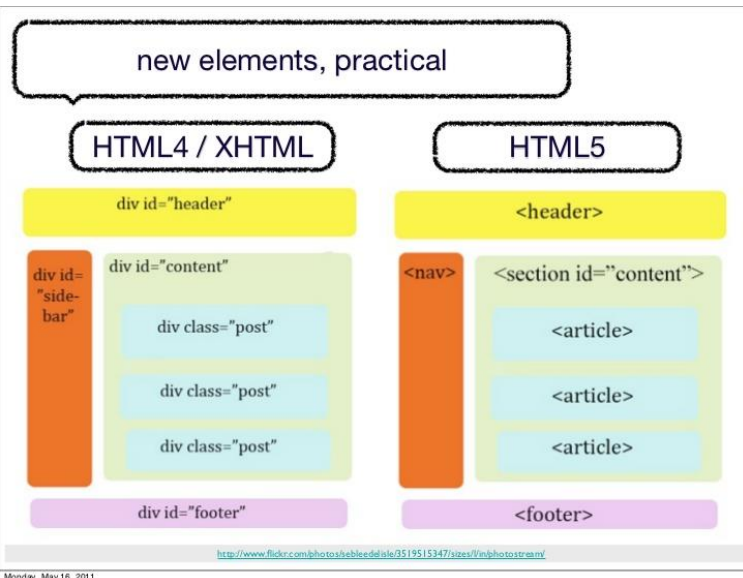 new elements, practical
HTML4 / XHTML
HTML5
div id="header"
div id=
"side-
bar"
div id="content"
div class="post"
div class="post"
div class="post"
div id="footer"
<header>
<nav>
<section id=”content”>
<article>
<article>
<article>
<footer>
http://www.flickr.com/photos/sebleedelisle/3519515347/sizes/l/in/photostream/
Monday, May 16, 2011